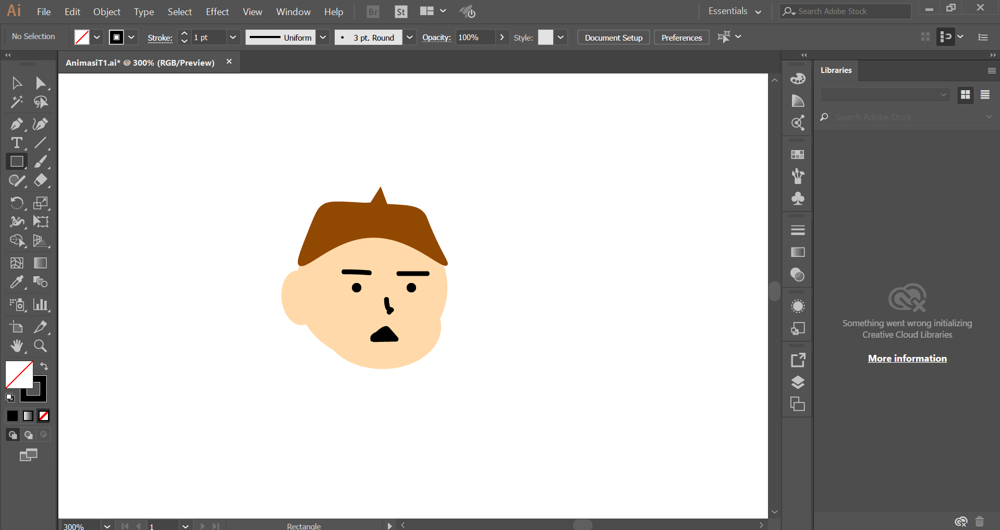 Ai File Edit Object Type Select Effect View Window Help Br St Essentials Search Adobe Stock
No Selection Stroke: 1 pt Uniform 3 pt. Round Opacity: 100% Style: Document Setup Preferences
AnimasiT1.ai* @ 300% (RGB/Preview)
Libraries
Search Adobe Stock
Something went wrong initializing
Creative Cloud Libraries
More information
300% 1 Rectangle